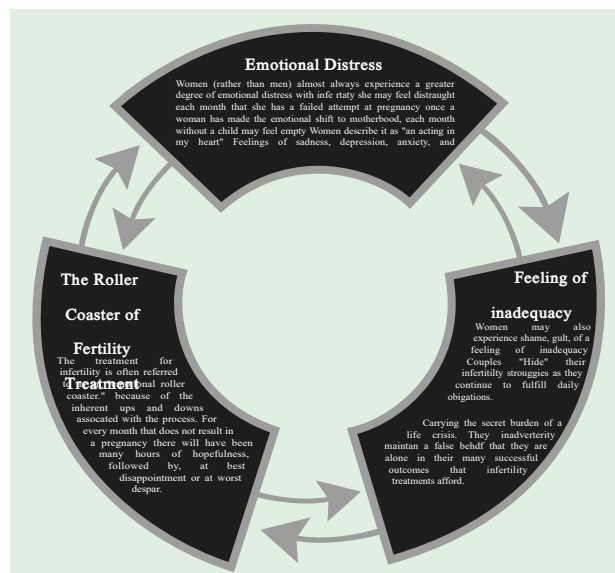 Emotional Distress
Women (rather than men) almost always experience a greater
degree of emotional distress with infe rtaty she may feel distraught
each month that she has a failed attempt at pregnancy once a
woman has made the emotional shift to motherhood, each month
without a child may feel empty Women describe it as "an acting in
my heart" Feelings of sadness, depression, anxiety, and
The Roller
Coaster of
Fertility
Treatment
The treatment for
infertility is often referred
roller
coaster." because of the
inherent ups and downs
assocated with the process. For
every month that does not result in
a pregnancy there will have been
many hours of hopefulness,
followed by, at best
disappointment or at worst
despar.
Feeling of
inadequacy
Women may also
experience shame, gult, of a
feeling of inadequacy
Couples "Hide" their
infertitilty strouggies as they
continue to fulfill daily
obigations.
Carrying the secret burden of a
life crisis. They inadverterity
maintan a false behdf that they are
alone in their many successful
outcomes that infertility
treatments afford.